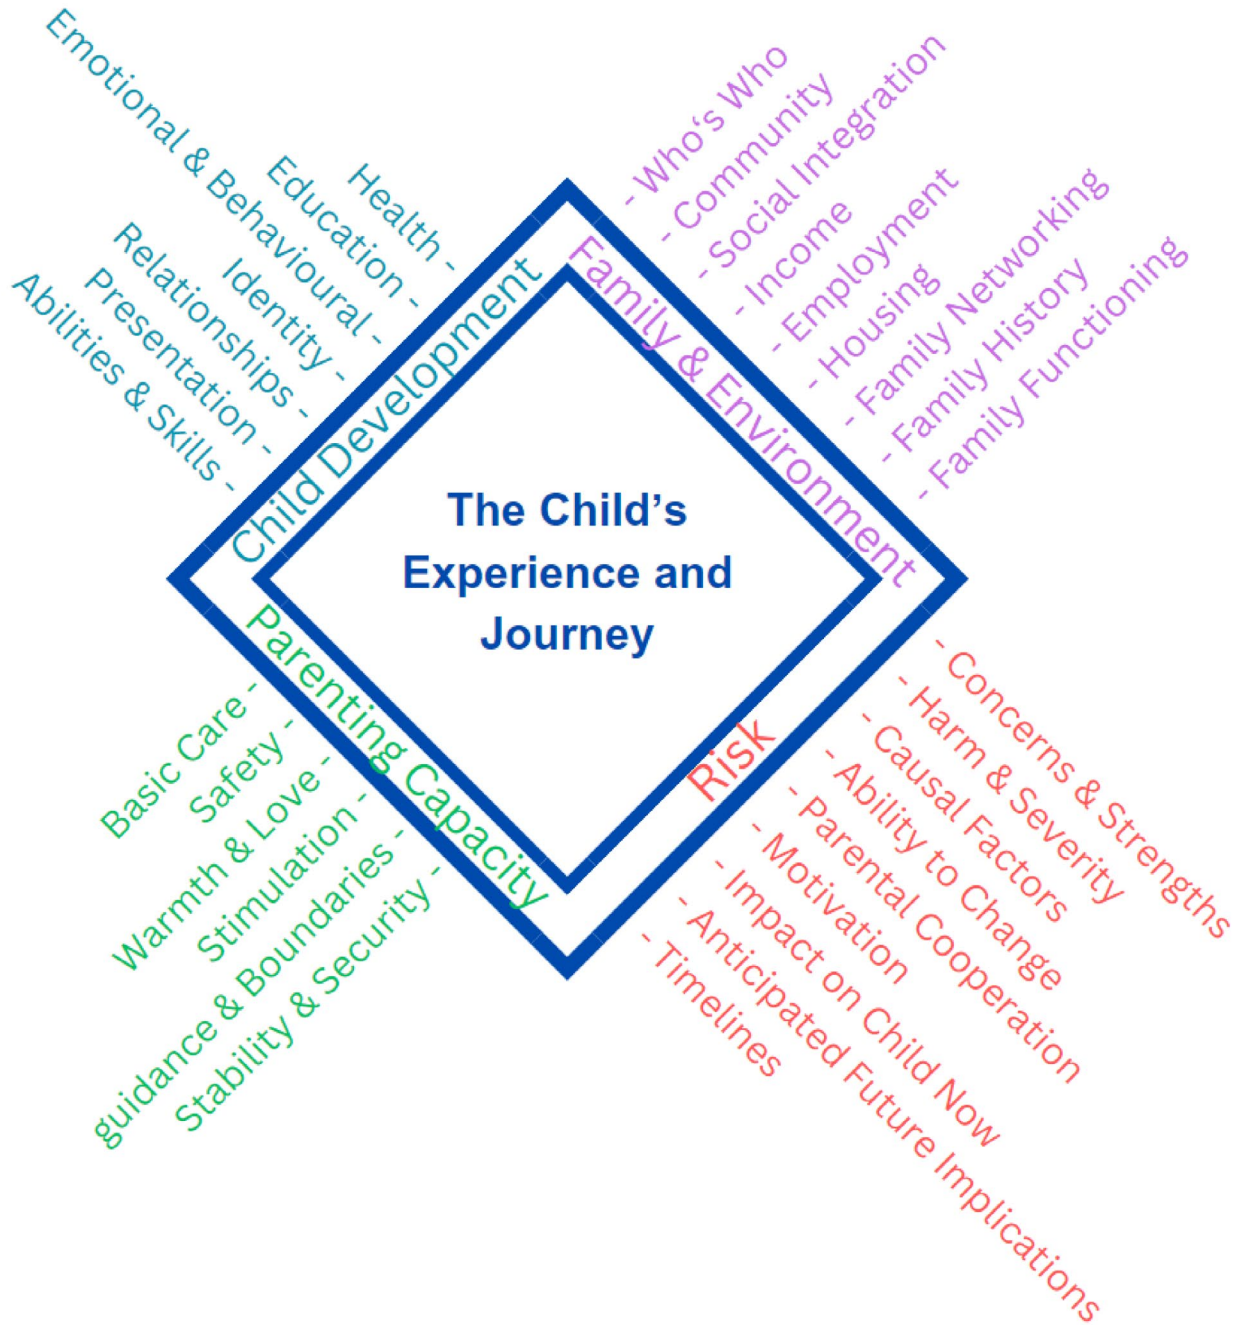 Health -
Education -
Emotional & Behavioural -
Identity -
Relationships -
Presentation -
Abilities & Skills -
Child Development
Family & Environment
- Who‘s Who
- Community
- Social Integration
- Income
- Employment
- Housing
- Family Networking
- Family History
- Family Functioning
The Child’s
Experience and
Journey
Parenting Capacity
Basic Care -
Safety -
Warmth & Love -
Stimulation -
guidance & Boundaries -
Stability & Security -
Risk
- Concerns & Strengths
- Harm & Severity
- Causal Factors
- Ability to Change
- Parental Cooperation
- Motivation
- Impact on Child Now
- Anticipated Future Implications
- Timelines